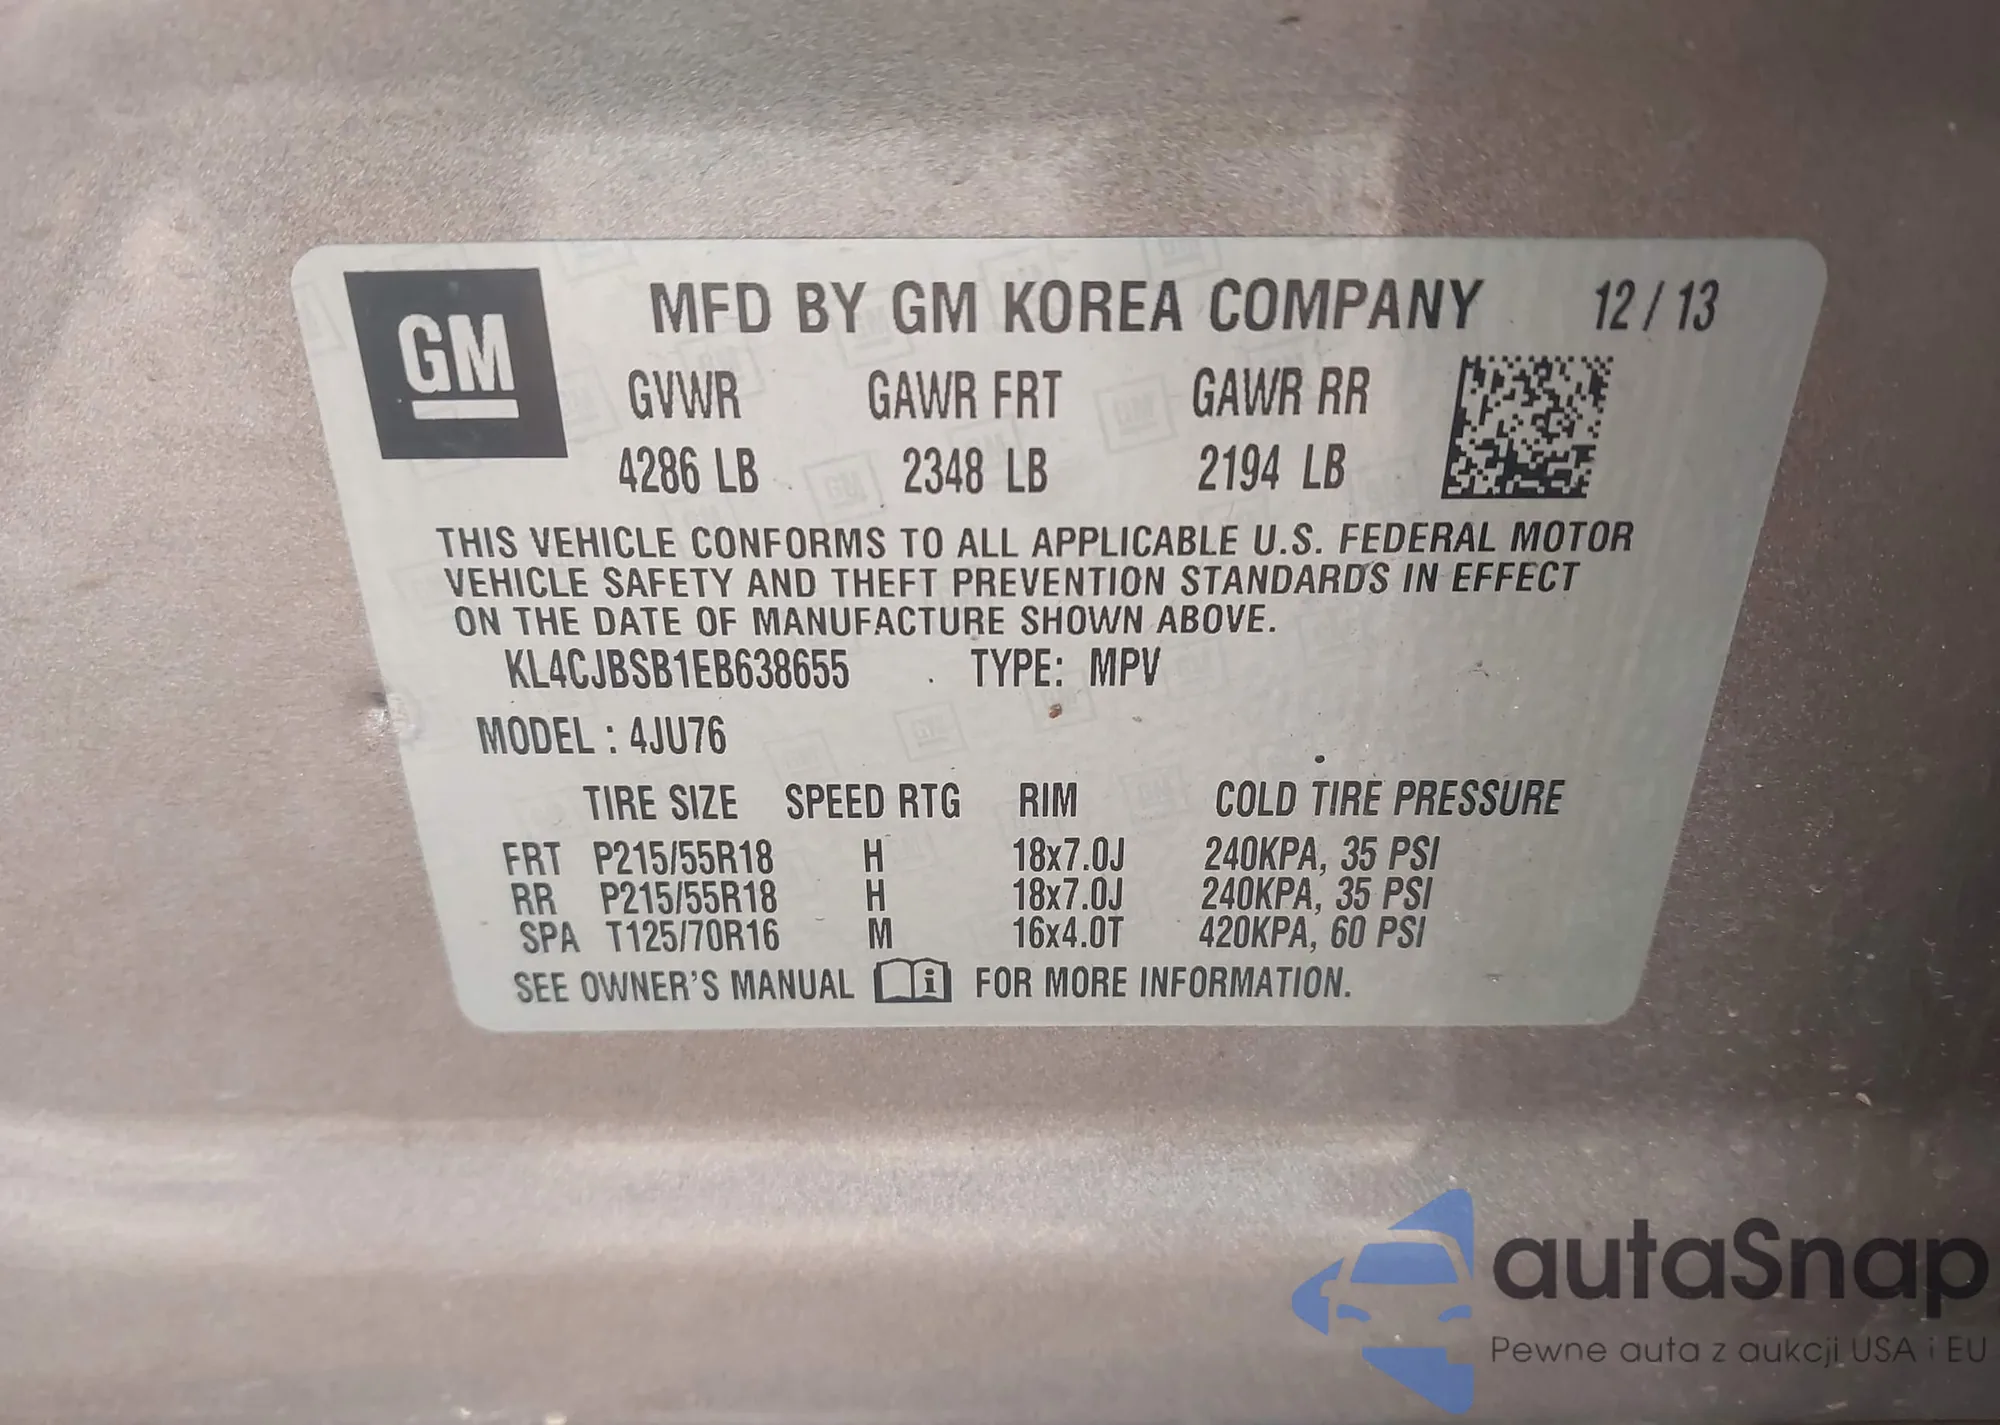 GM
MFD BY GM KOREA COMPANY 12 / 13
GVWR GAWR FRT GAWR RR
4286 LB 2348 LB 2194 LB
THIS VEHICLE CONFORMS TO ALL APPLICABLE U.S. FEDERAL MOTOR
VEHICLE SAFETY AND THEFT PREVENTION STANDARDS IN EFFECT
ON THE DATE OF MANUFACTURE SHOWN ABOVE.
KL4CJBSB1EB638655 TYPE: MPV
MODEL : 4JU76
TIRE SIZE SPEED RTG RIM COLD TIRE PRESSURE
FRT P215/55R18 H 18x7.0J 240KPA, 35 PSI
RR P215/55R18 H 18x7.0J 240KPA, 35 PSI
SPA T125/70R16 M 16x4.0T 420KPA, 60 PSI
SEE OWNER'S MANUAL i FOR MORE INFORMATION.
autaSnap
Pewne auta z aukcji USA i EU